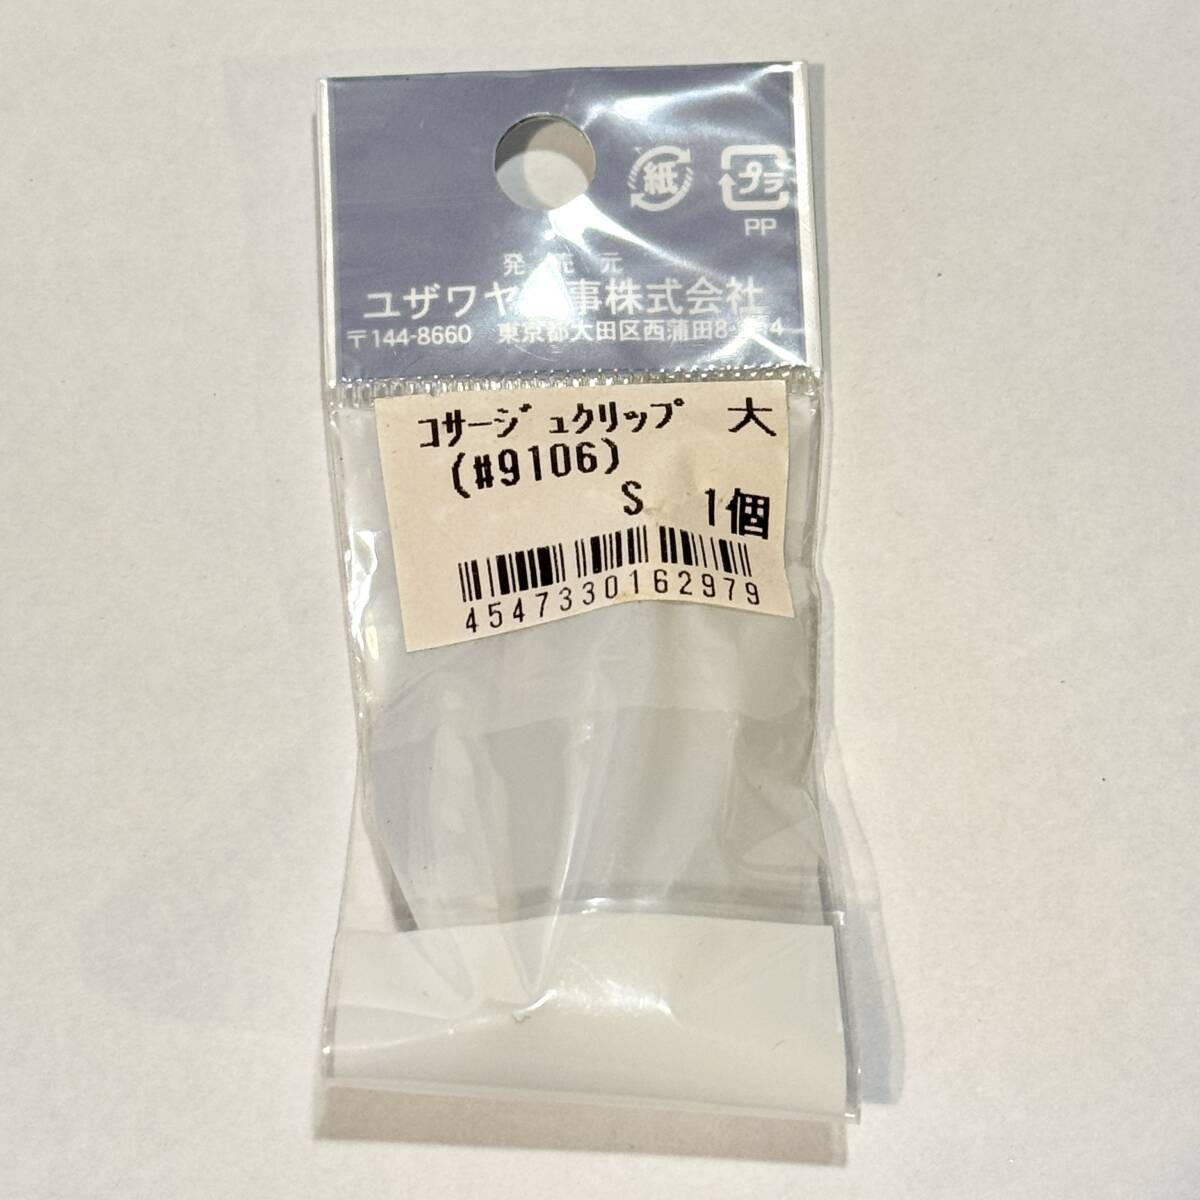 紙 プラ
PP
発売元
ユザワヤ 事株式会社
〒144-8660 東京都大田区西蒲田8- 4
ｺｻｰｼﾞｭｸﾘｯﾌﾟ 大
(#9106)
S 1個
4547330162979